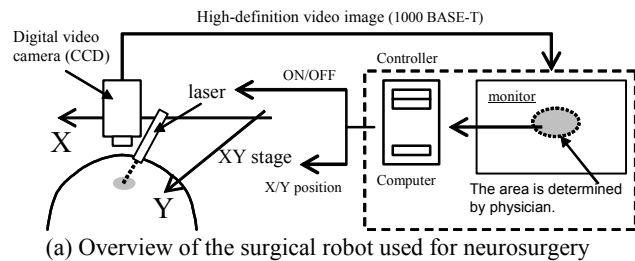 High-definition video image (1000 BASE-T)
Digital video
camera (CCD)
laser
ON/OFF
Controller
monitor
X
XY stage
Y
X/Y position
Computer
The area is determined
by physician.
(a) Overview of the surgical robot used for neurosurgery